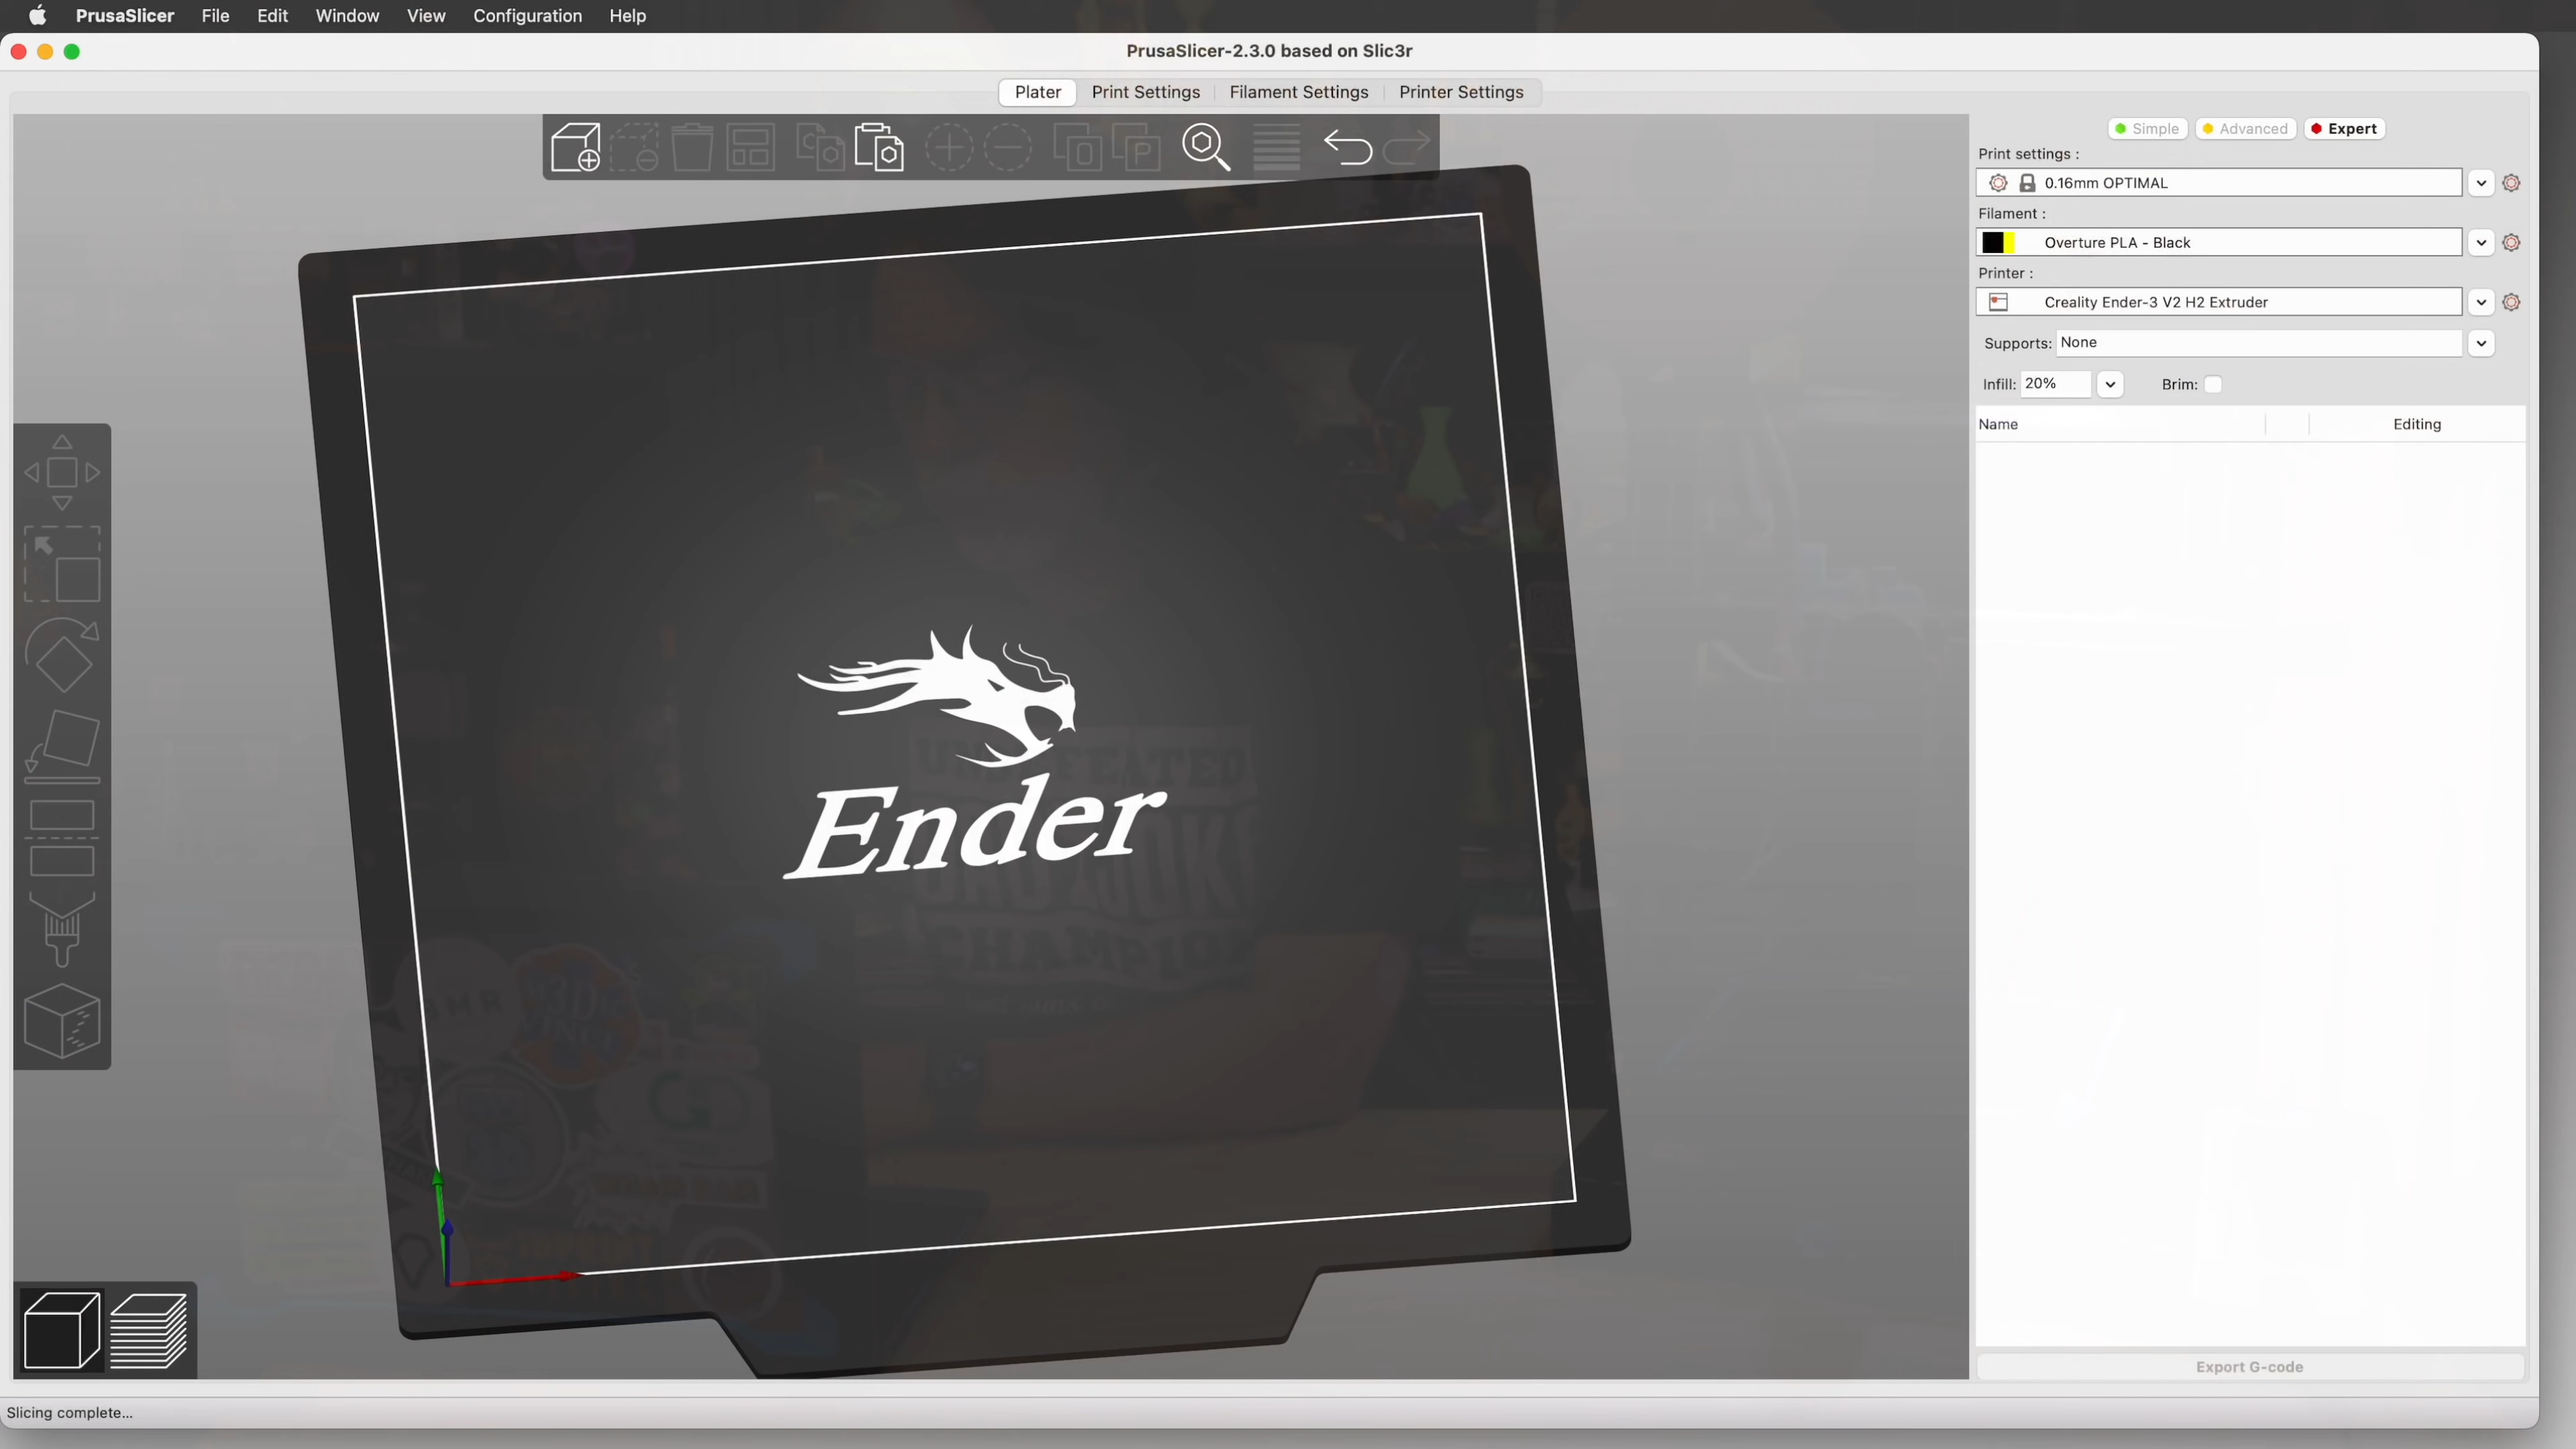 PrusaSlicer File Edit Window View Configuration Help
PrusaSlicer-2.3.0 based on Slic3r
Plater Print Settings Filament Settings Printer Settings
Simple Advanced Expert
Print settings :
0.16mm OPTIMAL
Filament :
Overture PLA - Black
Printer :
Creality Ender-3 V2 H2 Extruder
Supports: None
Infill: 20% Brim:
Name Editing
UNDEFEATED
Ender
CHAMPION
Export G-code
Slicing complete...